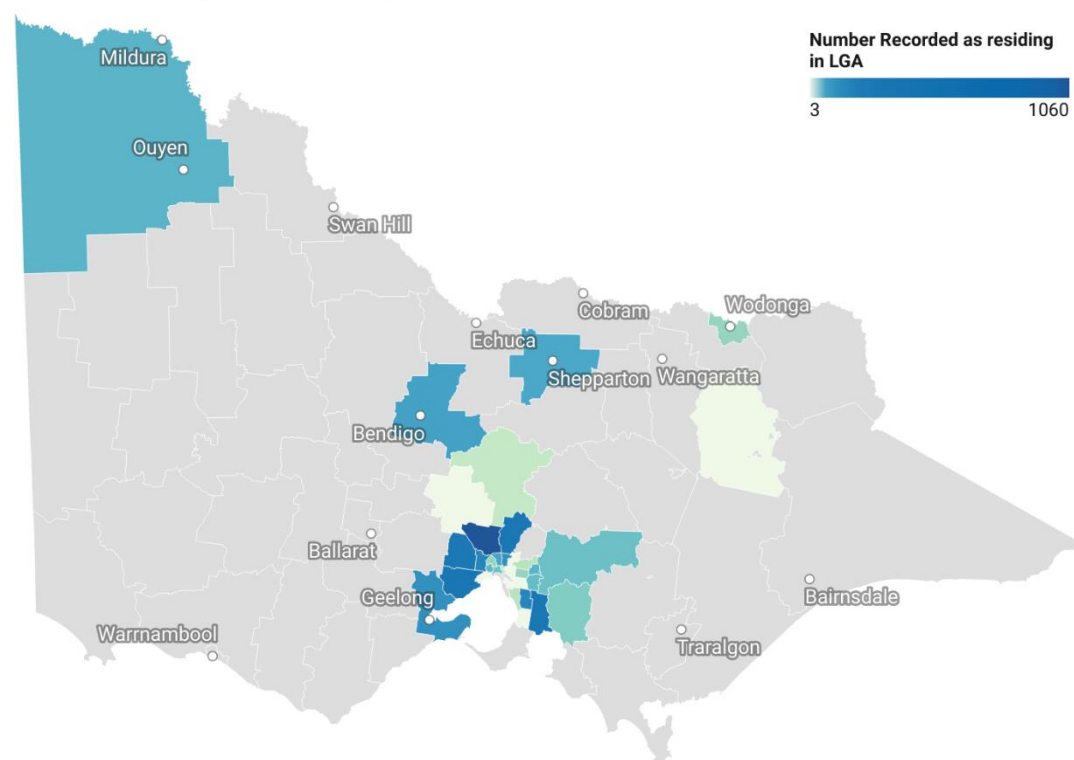 Number Recorded as residing
in LGA
3 1060
Mildura
Ouyen
Swan Hill
Cobram
Wodonga
Echuca
Shepparton
Wangaratta
Bendigo
Ballarat
Geelong
Bairnsdale
Warrnambool
Traralgon